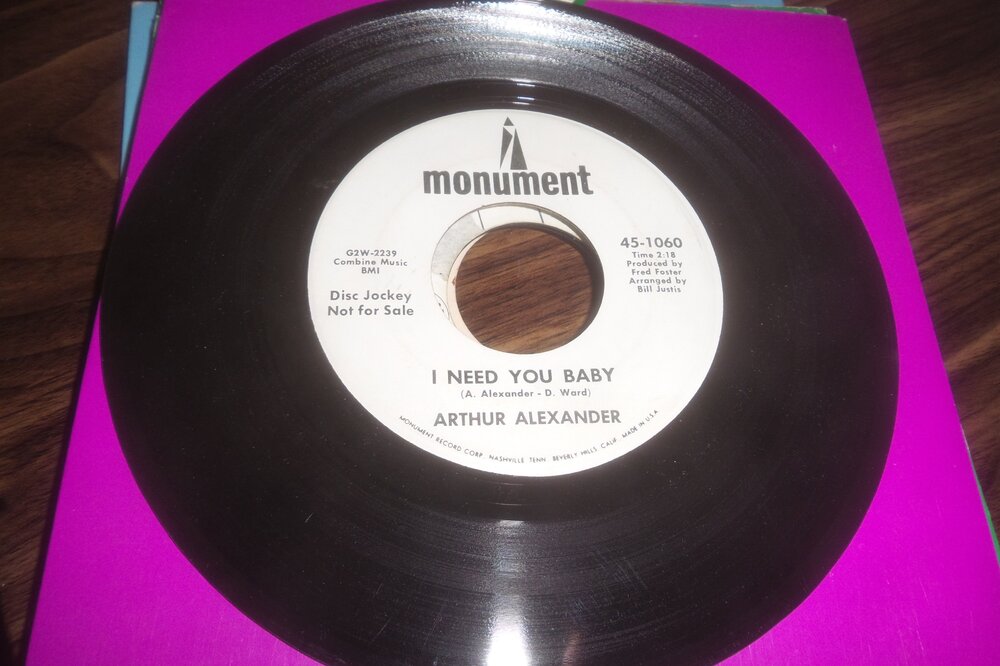 monument
G2W-2239
Combine Music
BMI
Disc Jockey
Not for Sale
45-1060
Time 2:18
Produced by
Fred Foster
Arranged by
Bill Justis
I NEED YOU BABY
(A. Alexander - D. Ward)
ARTHUR ALEXANDER
MONUMENT RECORD CORP. NASHVILLE TENN. BEVERLY HILLS CALIF. MADE IN U.S.A.